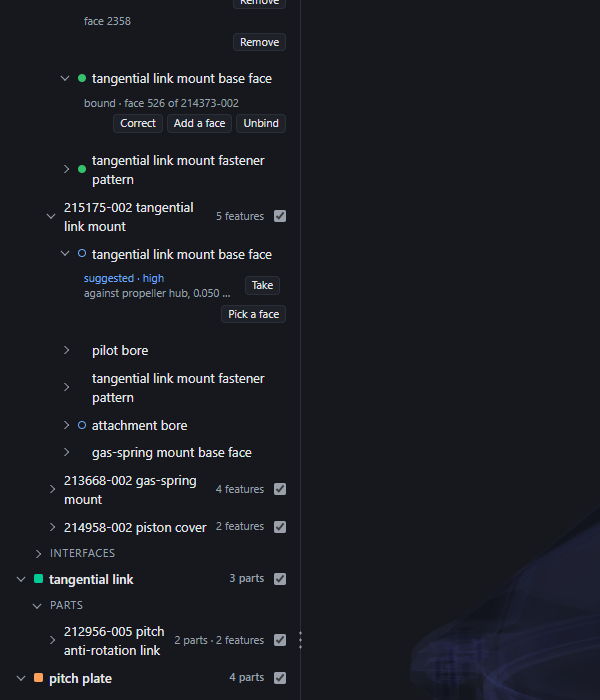 Remove
face 2358
Remove
tangential link mount base face
bound · face 526 of 214373-002
Correct Add a face Unbind
tangential link mount fastener
pattern
215175-002 tangential
link mount
5 features
tangential link mount base face
suggested · high
against propeller hub, 0.050 ...
Take
Pick a face
pilot bore
tangential link mount fastener
pattern
attachment bore
gas-spring mount base face
213668-002 gas-spring
mount
4 features
214958-002 piston cover 2 features
INTERFACES
tangential link 3 parts
PARTS
212956-005 pitch
anti-rotation link
2 parts · 2 features
pitch plate 4 parts